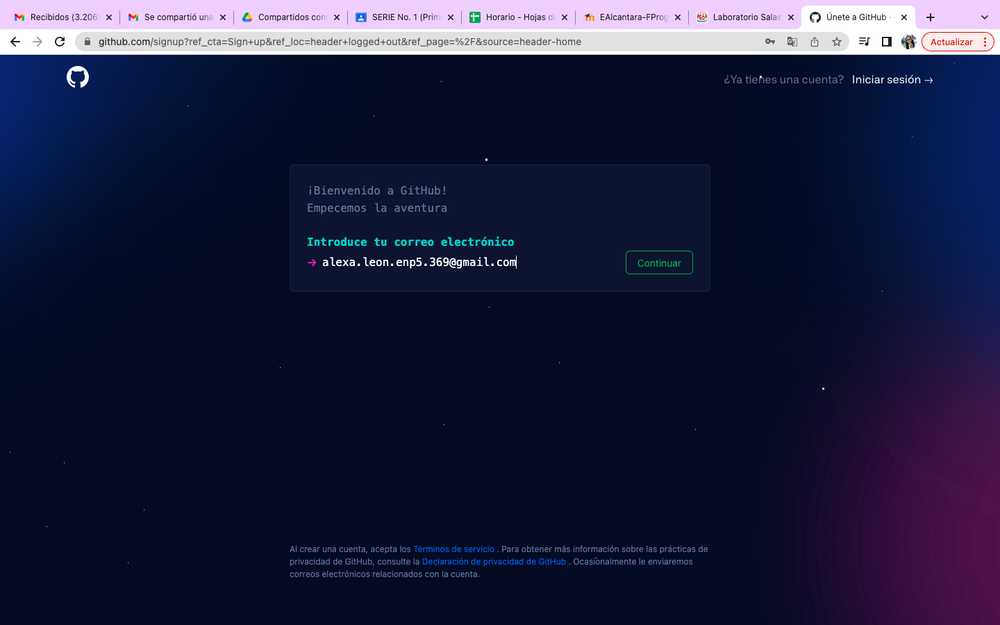 Recibidos (3.206)
Se compartió una
Compartidos con
SERIE No. 1 (Prim
Horario - Hojas de
EAlcantara-FProg
Laboratorio Salas
Únete a GitHub ·
github.com/signup?ref_cta=Sign+up&ref_loc=header+logged+out&ref_page=%2F&source=header-home
Actualizar
¿Ya tienes una cuenta? Iniciar sesión →
¡Bienvenido a GitHub!
Empecemos la aventura
Introduce tu correo electrónico
→ alexa.leon.enp5.369@gmail.com
Continuar
Al crear una cuenta, acepta los Términos de servicio . Para obtener más información sobre las prácticas de
privacidad de GitHub, consulte la Declaración de privacidad de GitHub . Ocasionalmente le enviaremos
correos electrónicos relacionados con la cuenta.